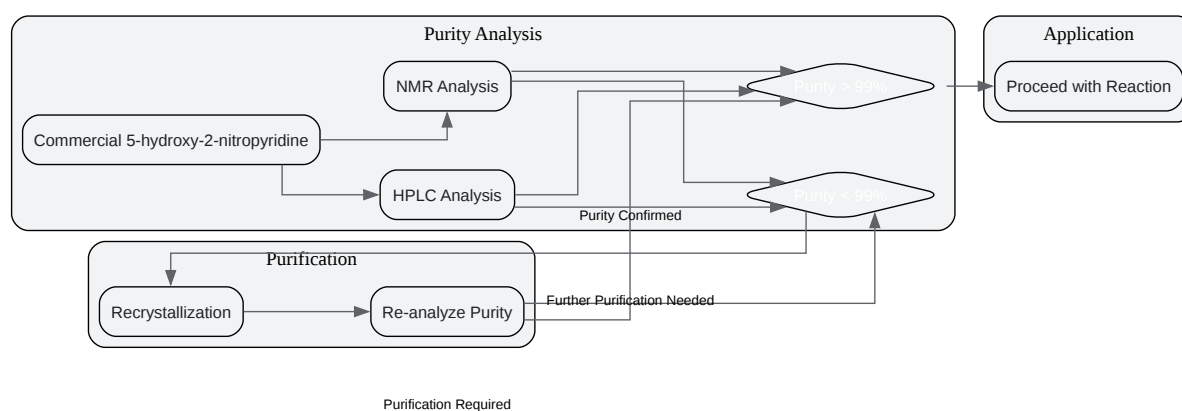 Purity Analysis
Application
NMR Analysis
Purity > 99%
Proceed with Reaction
Commercial 5-hydroxy-2-nitropyridine
HPLC Analysis
Purity < 99%
Purity Confirmed
Purification
Recrystallization
Re-analyze Purity
Further Purification Needed
Purification Required